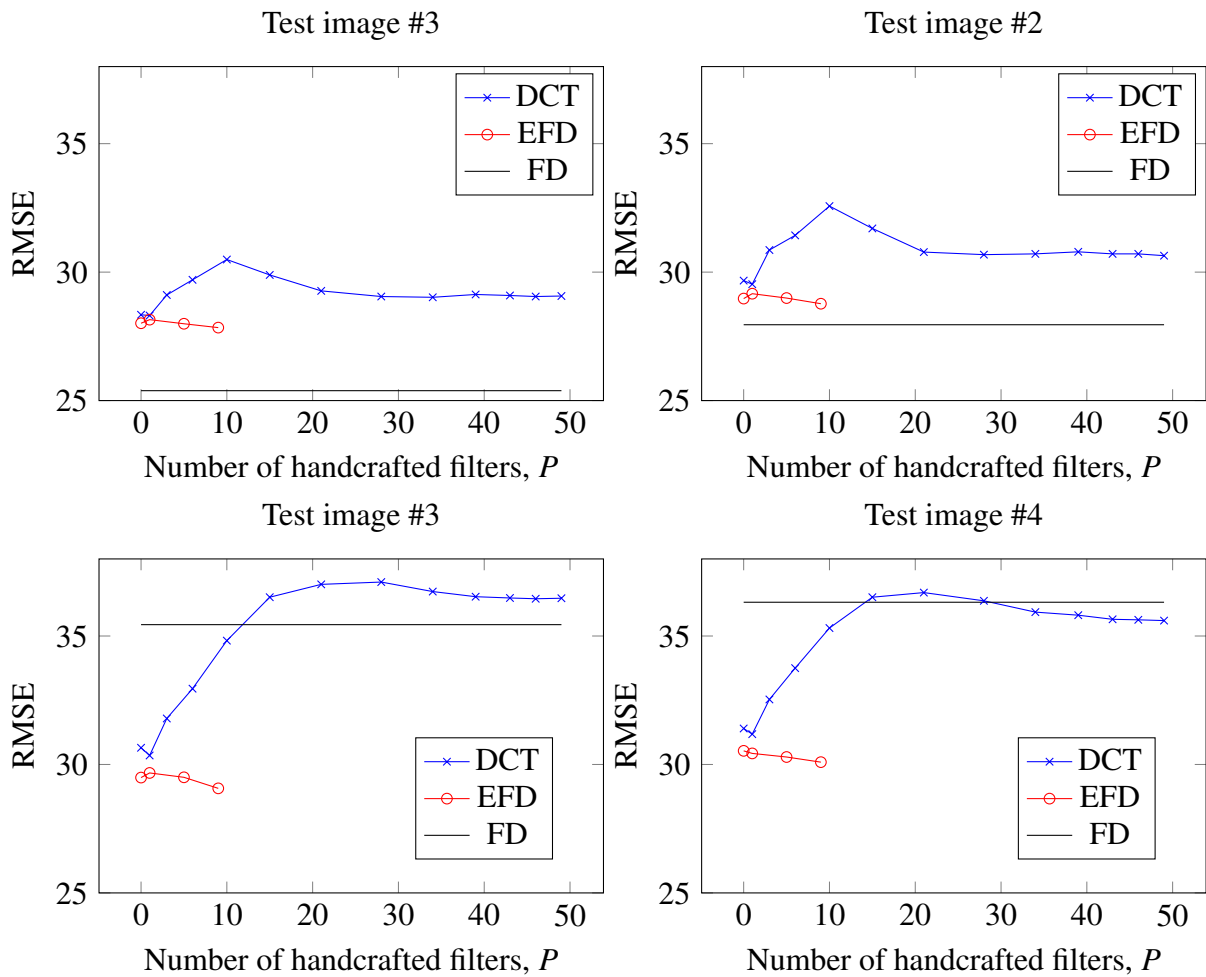 Test image #3
35
30
25
RMSE
0 10 20 30 40 50
Number of handcrafted filters, P
DCT
EFD
FD
Test image #2
35
30
25
RMSE
0 10 20 30 40 50
Number of handcrafted filters, P
DCT
EFD
FD
Test image #3
35
30
25
RMSE
0 10 20 30 40 50
Number of handcrafted filters, P
DCT
EFD
FD
Test image #4
35
30
25
RMSE
0 10 20 30 40 50
Number of handcrafted filters, P
DCT
EFD
FD